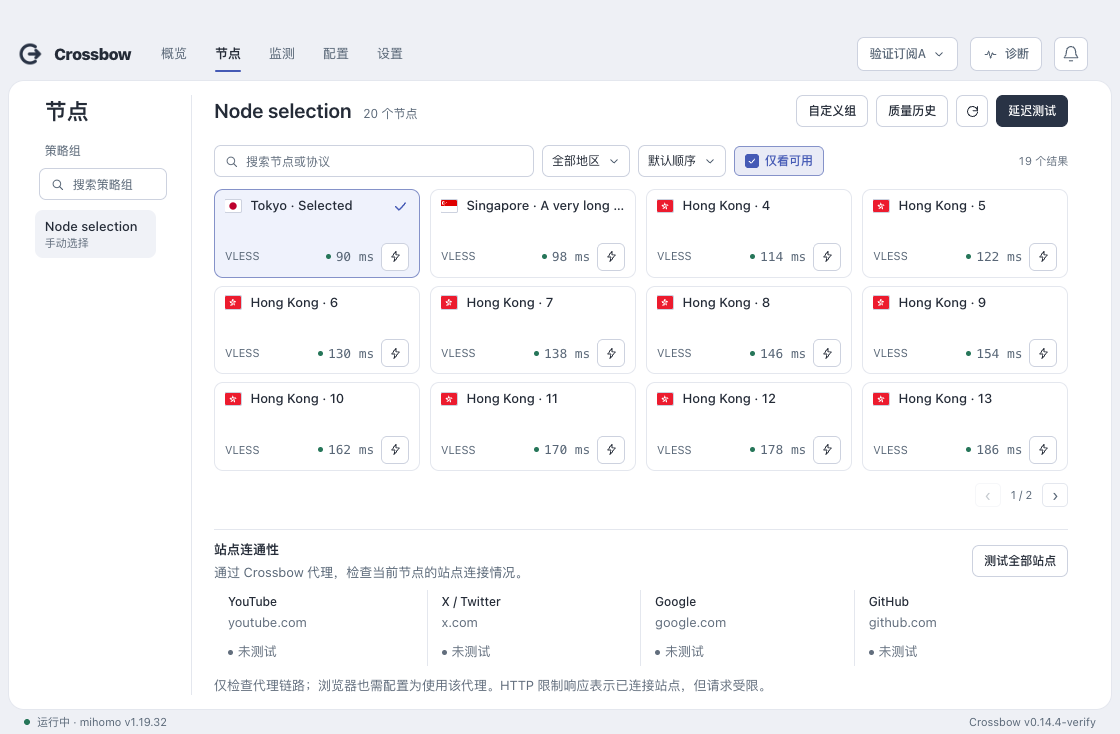 Crossbow
概览
节点
监测
配置
设置
验证订阅A
诊断
节点
策略组
搜索策略组
Node selection
手动选择
Node selection
20 个节点
自定义组
质量历史
延迟测试
搜索节点或协议
全部地区
默认顺序
仅看可用
19 个结果
Tokyo · Selected
VLESS
90 ms
Singapore · A very long ...
VLESS
98 ms
Hong Kong · 4
VLESS
114 ms
Hong Kong · 5
VLESS
122 ms
Hong Kong · 6
VLESS
130 ms
Hong Kong · 7
VLESS
138 ms
Hong Kong · 8
VLESS
146 ms
Hong Kong · 9
VLESS
154 ms
Hong Kong · 10
VLESS
162 ms
Hong Kong · 11
VLESS
170 ms
Hong Kong · 12
VLESS
178 ms
Hong Kong · 13
VLESS
186 ms
1 / 2
站点连通性
通过 Crossbow 代理，检查当前节点的站点连接情况。
测试全部站点
YouTube
youtube.com
未测试
X / Twitter
x.com
未测试
Google
google.com
未测试
GitHub
github.com
未测试
仅检查代理链路；浏览器也需配置为使用该代理。HTTP 限制响应表示已连接站点，但请求受限。
运行中 · mihomo v1.19.32
Crossbow v0.14.4-verify